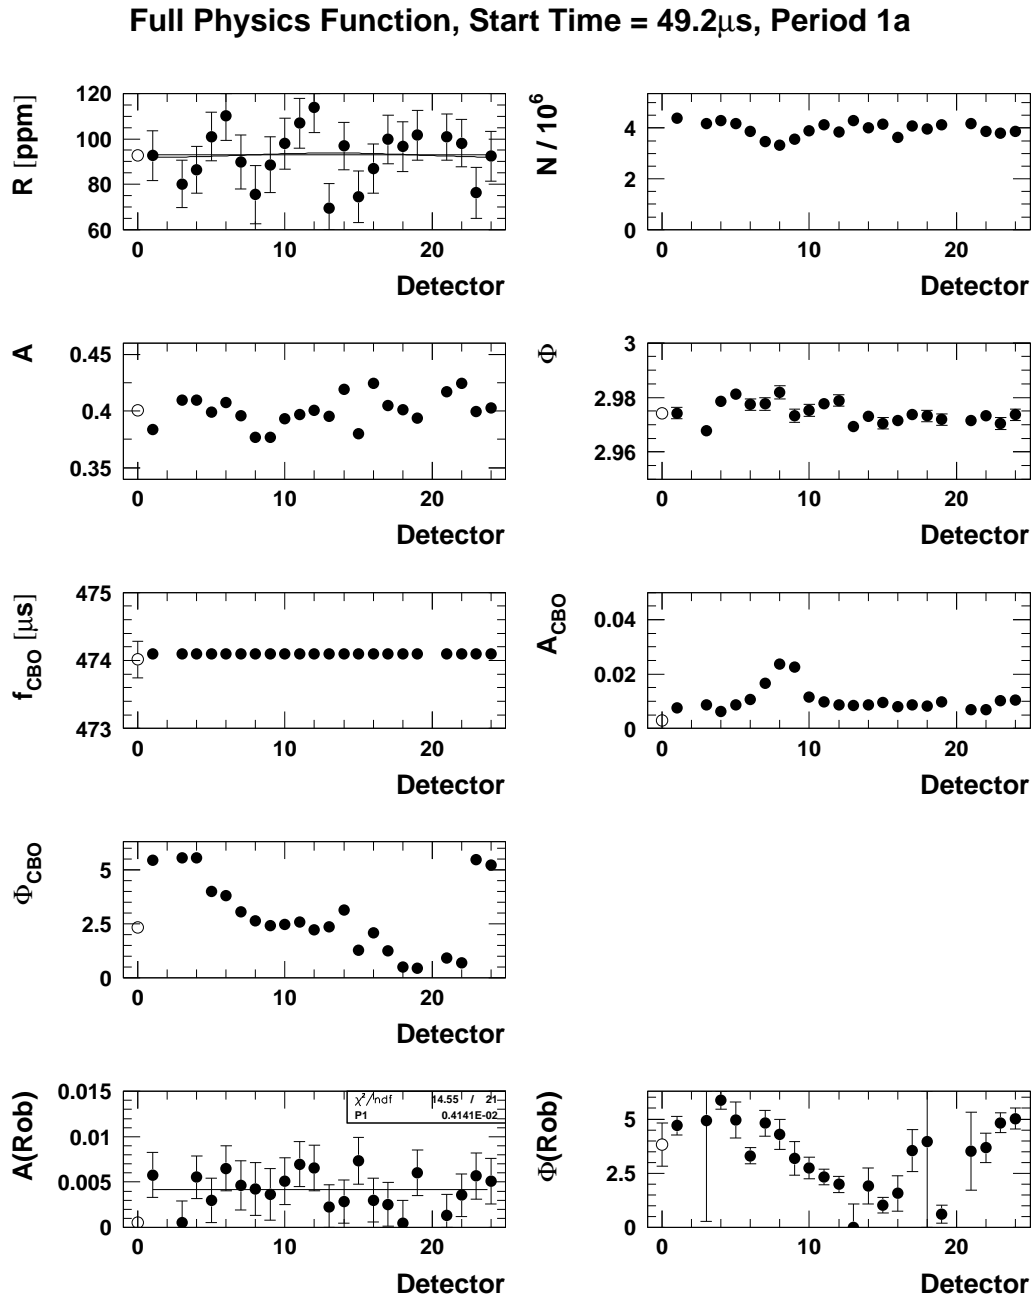 Full Physics Function, Start Time = 49.2μs, Period 1a
R [ppm]
120
100
80
60
0 10 20
Detector
N / 10^6
4
2
0
0 10 20
Detector
A
0.45
0.4
0.35
0 10 20
Detector
Φ
3
2.98
2.96
0 10 20
Detector
f_CBO [μs]
475
474
473
0 10 20
Detector
A_CBO
0.04
0.02
0
0 10 20
Detector
Φ_CBO
5
2.5
0
0 10 20
Detector
A(Rob)
0.015
0.01
0.005
0
χ²/ndf 14.55 / 21
P1 0.4141E-02
0 10 20
Detector
Φ(Rob)
5
2.5
0
0 10 20
Detector